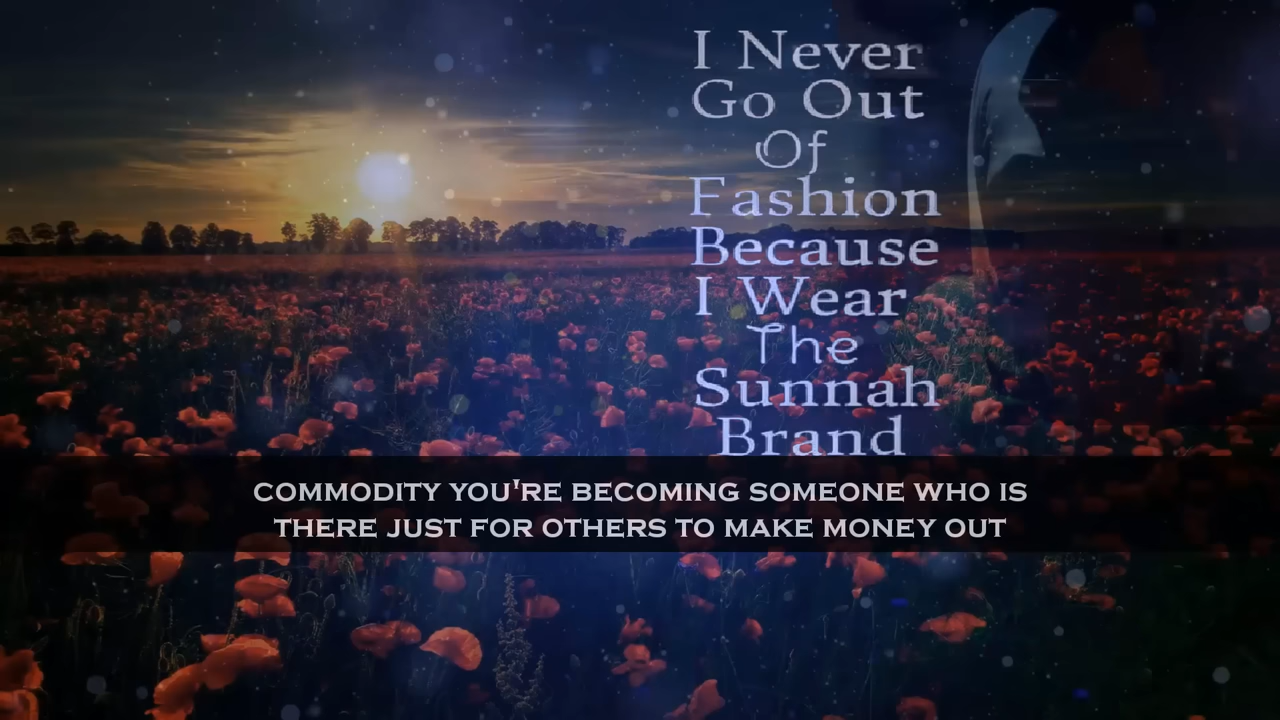 I Never
Go Out
Of
Fashion
Because
I Wear
The
Sunnah
Brand
COMMODITY YOU'RE BECOMING SOMEONE WHO IS
THERE JUST FOR OTHERS TO MAKE MONEY OUT